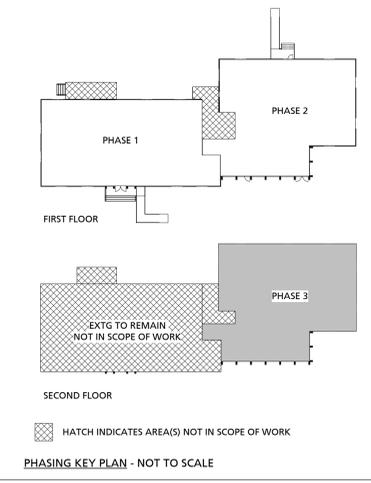 PHASE 2
PHASE 1
FIRST FLOOR
PHASE 3
EXTG TO REMAIN
NOT IN SCOPE OF WORK
SECOND FLOOR
HATCH INDICATES AREA(S) NOT IN SCOPE OF WORK
PHASING KEY PLAN - NOT TO SCALE